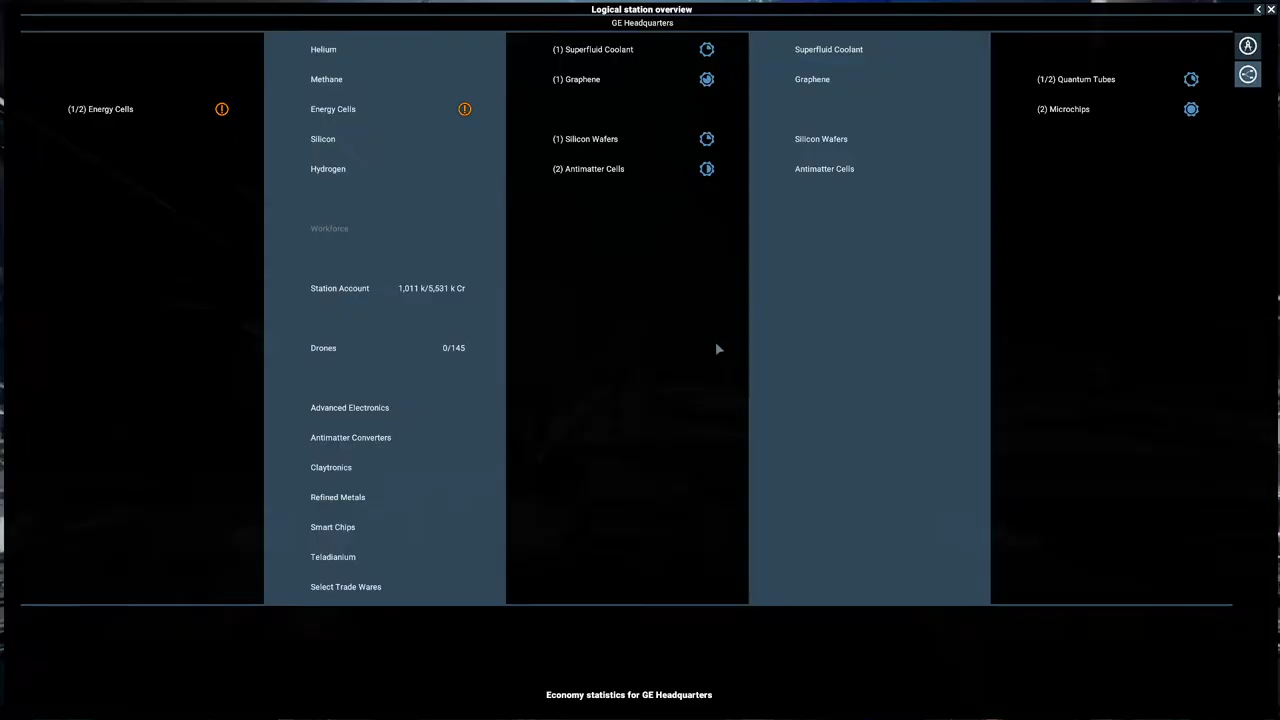 Logical station overview
GE Headquarters
Helium
(1) Superfluid Coolant
Superfluid Coolant
Methane
(1) Graphene
Graphene
(1/2) Quantum Tubes
(1/2) Energy Cells
Energy Cells
(2) Microchips
Silicon
(1) Silicon Wafers
Silicon Wafers
Hydrogen
(2) Antimatter Cells
Antimatter Cells
Workforce
Station Account 1,011 k/5,531 k Cr
Drones 0/145
Advanced Electronics
Antimatter Converters
Claytronics
Refined Metals
Smart Chips
Teladianium
Select Trade Wares
Economy statistics for GE Headquarters